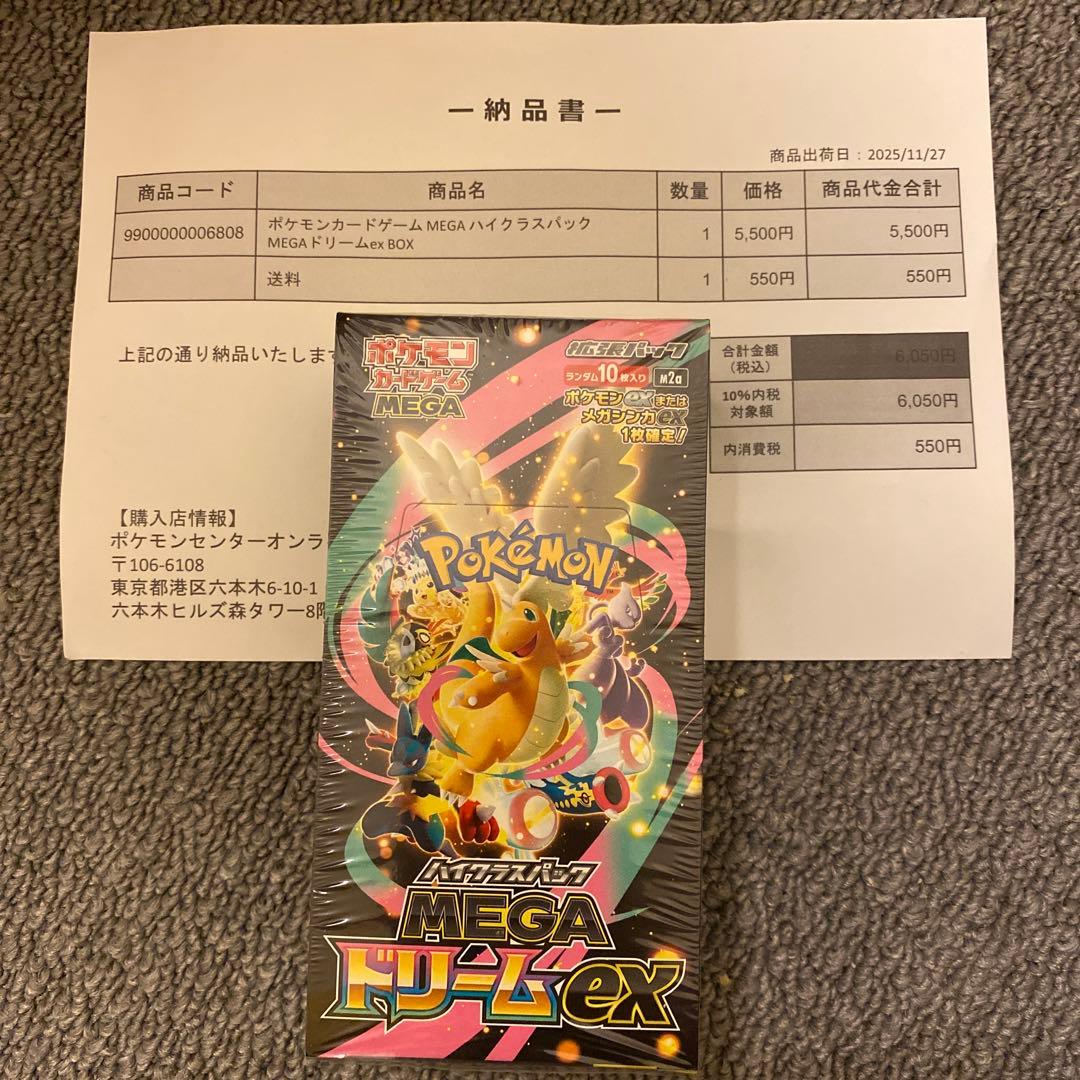 ー 納 品 書 ー
商品出荷日：2025/11/27
商品コード 商品名 数量 価格 商品代金合計
9900000006808 ポケモンカードゲーム MEGA ハイクラスパック
MEGAドリームex BOX 1 5,500円 5,500円
送料 1 550円 550円
上記の通り納品いたします
合計金額
（税込） 6,050円
10%内税
対象額 6,050円
内消費税 550円
【購入店情報】
ポケモンセンターオンラ
〒106-6108
東京都港区六本木6-10-1
六本木ヒルズ森タワー8階
ポケモン
カードゲーム
MEGA
拡張パック
ランダム10枚入り M2a
ポケモンexまたは
メガシンカex
1枚確定！
POKéMON
TM
ハイクラスパック
MEGA
ドリームex